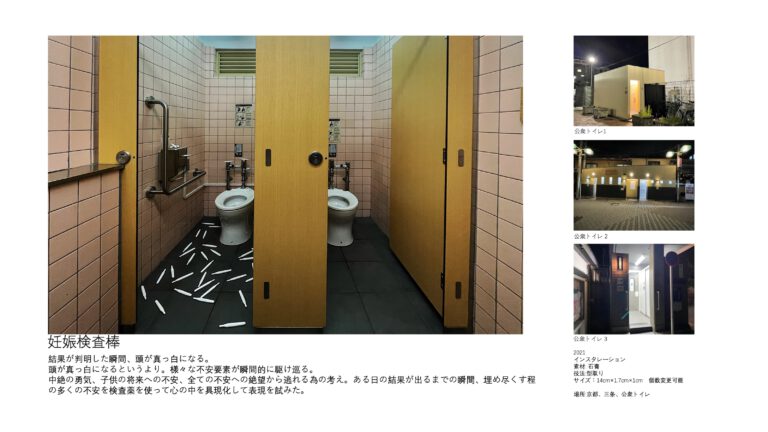 妊娠検査棒
結果が判明した瞬間、頭が真っ白になる。
頭が真っ白になるというより。様々な不安要素が瞬間的に駆け巡る。
中絶の勇気、子供の将来への不安、全ての不安への絶望から逃れる為の考え。ある日の結果が出るまでの瞬間、埋め尽くす程
の多くの不安を検査薬を使って心の中を具現化して表現を試みた。
公衆トイレ1
公衆トイレ 2
公衆トイレ 3
2021
インスタレーション
素材 石膏
技法:型取り
サイズ：14cm×1.7cm×1cm 個数変更可能
場所 京都、三条、公衆トイレ